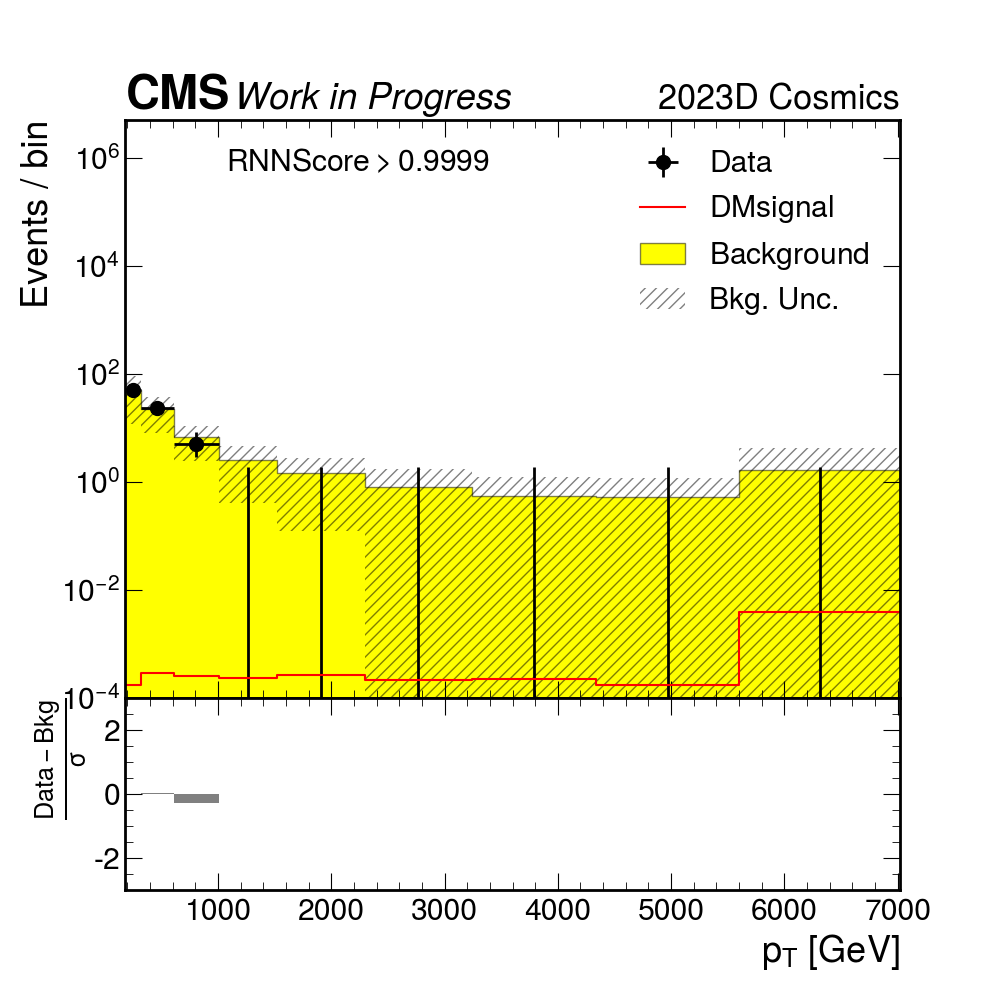 CMS Work in Progress 2023D Cosmics
Events / bin
RNNScore > 0.9999
Data
DMsignal
Background
Bkg. Unc.
10⁶
10⁴
10²
10⁰
10⁻²
10⁻⁴
Data − Bkg
σ
2
0
-2
1000 2000 3000 4000 5000 6000 7000
p_T [GeV]